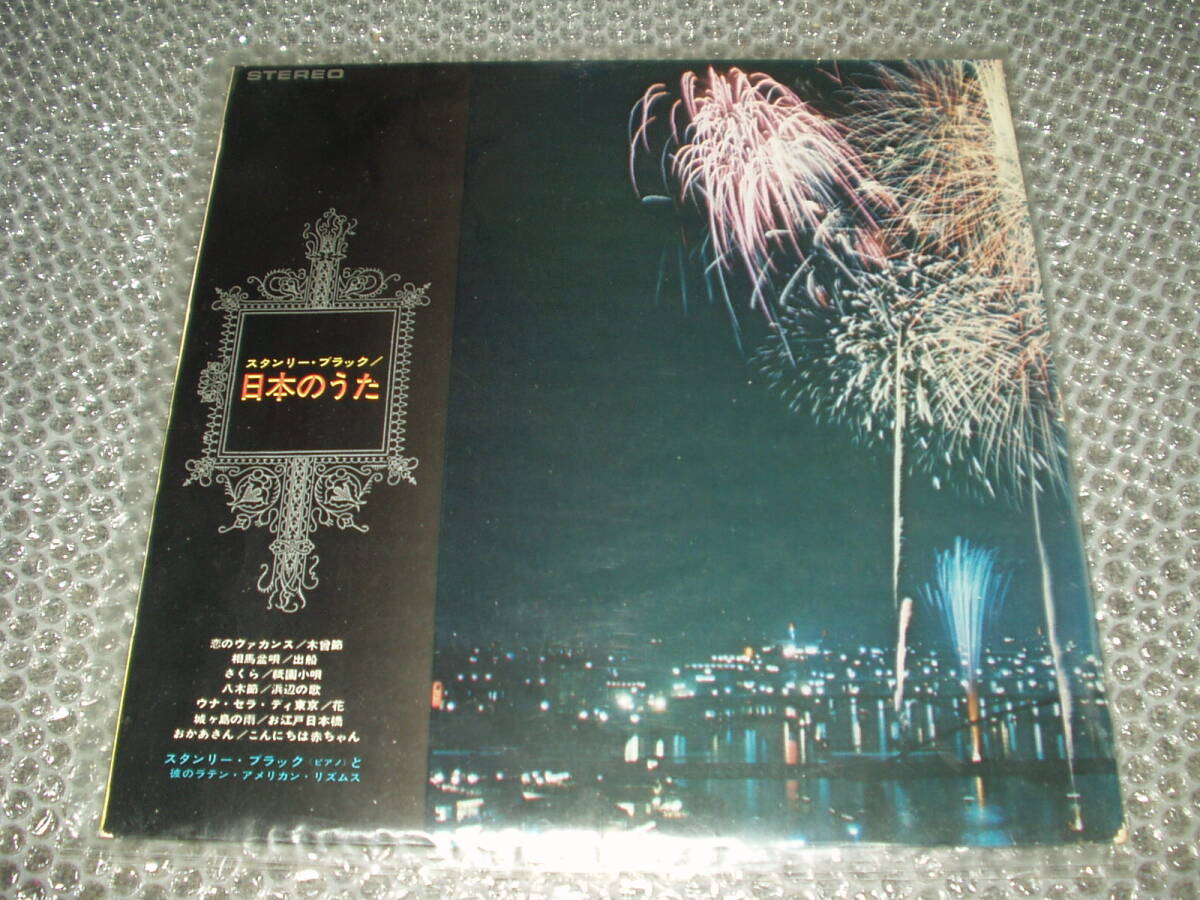 STEREO
スタンリー・ブラック/
日本のうた
恋のヴァカンス/木曾節
相馬盆唄/出船
さくら/祇園小唄
八木節/浜辺の歌
ウナ・セラ・ディ東京/花
城ヶ島の雨/お江戸日本橋
おかあさん/こんにちは赤ちゃん
スタンリー・ブラック(ピアノ)と
彼のラテン・アメリカン・リズムス